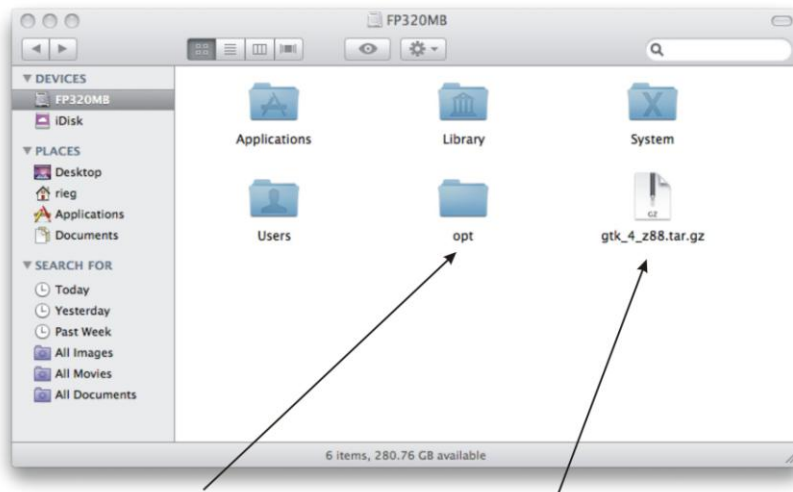 FP320MB
DEVICES
FP320MB
iDisk
PLACES
Desktop
rieg
Applications
Documents
SEARCH FOR
Today
Yesterday
Past Week
All Images
All Movies
All Documents
Applications
Library
System
Users
opt
GZ
gtk_4_z88.tar.gz
6 items, 280.76 GB available